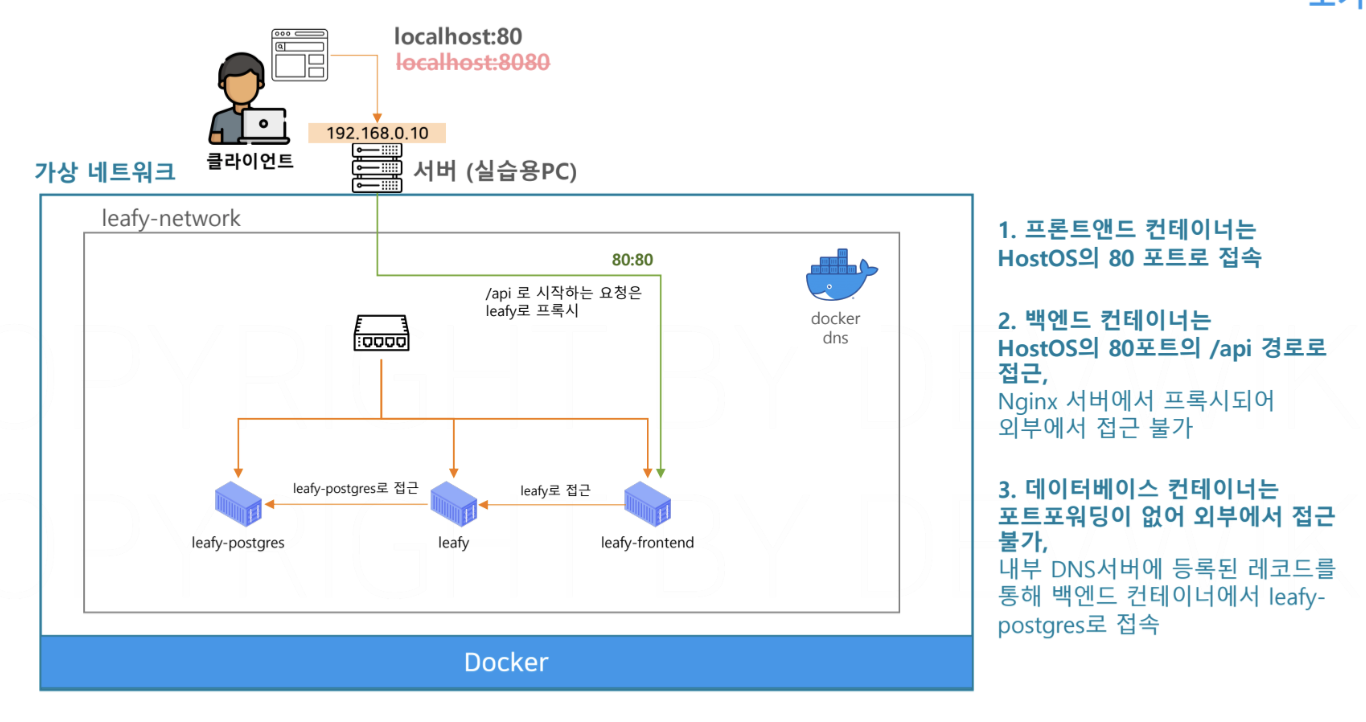 localhost:80
localhost:8080
192.168.0.10
클라이언트
가상 네트워크
서버 (실습용PC)
leafy-network
80:80
/api 로 시작하는 요청은
leafy로 프록시
docker
dns
leafy-postgres로 접근
leafy로 접근
leafy-postgres
leafy
leafy-frontend
Docker
1. 프론트앤드 컨테이너는
HostOS의 80 포트로 접속
2. 백엔드 컨테이너는
HostOS의 80포트의 /api 경로로
접근,
Nginx 서버에서 프록시되어
외부에서 접근 불가
3. 데이터베이스 컨테이너는
포트포워딩이 없어 외부에서 접근
불가,
내부 DNS서버에 등록된 레코드를
통해 백엔드 컨테이너에서 leafy-
postgres로 접속